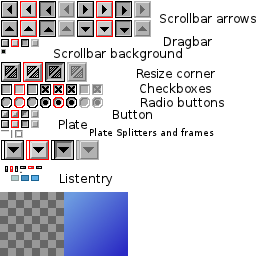 Scrollbar arrows
Dragbar
Scrollbar background
Resize corner
Checkboxes
Radio buttons
Button
Plate
Plate Splitters and frames
Listentry